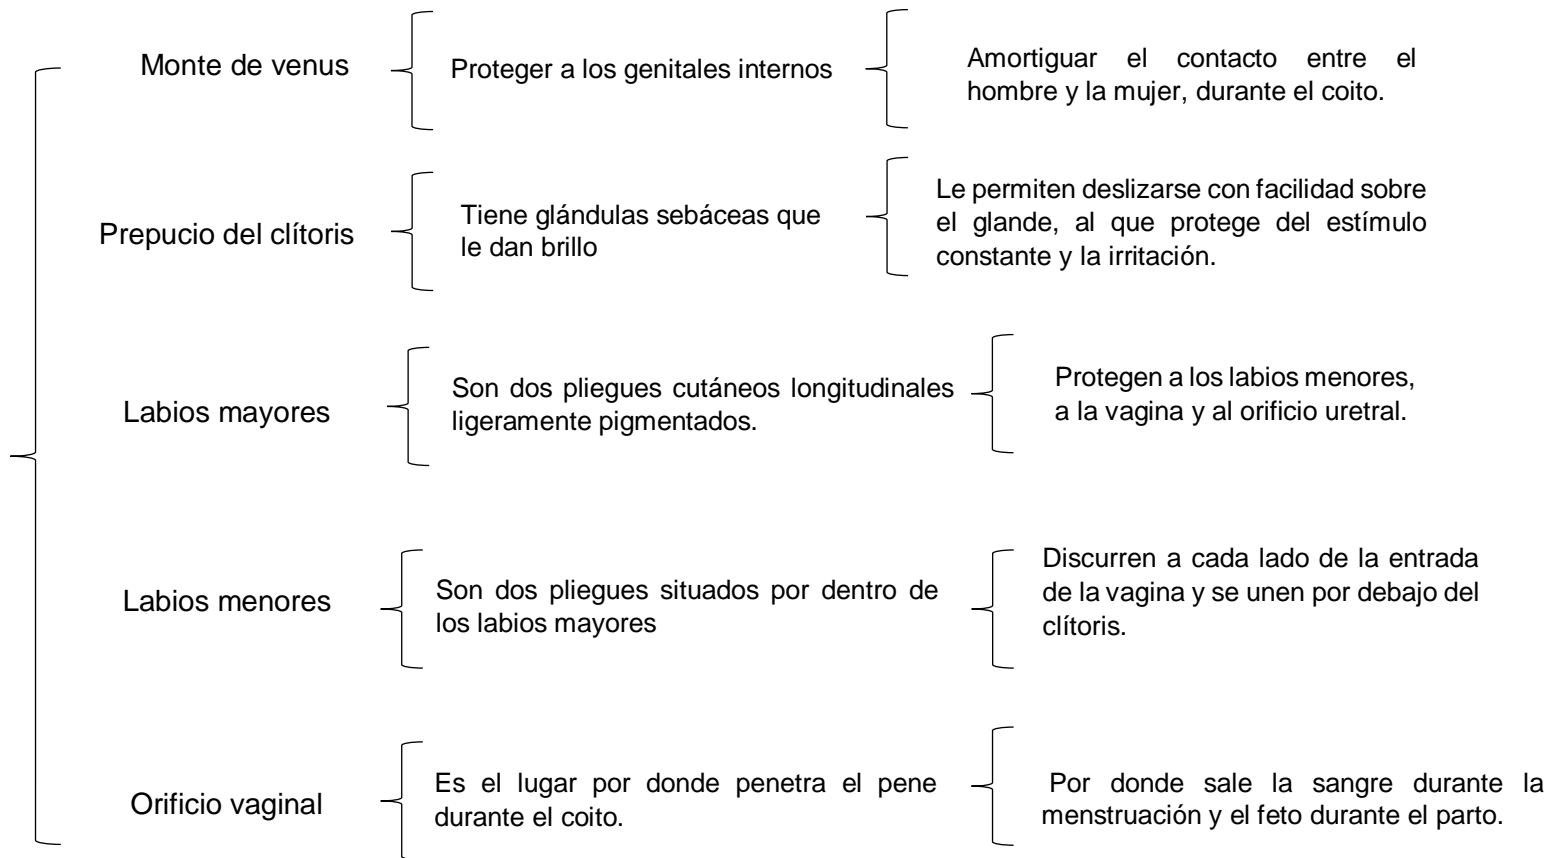 Monte de venus
Proteger a los genitales internos
Amortiguar el contacto entre el
hombre y la mujer, durante el coito.
Prepucio del clítoris
Tiene glándulas sebáceas que
le dan brillo
Le permiten deslizarse con facilidad sobre
el glande, al que protege del estímulo
constante y la irritación.
Labios mayores
Son dos pliegues cutáneos longitudinales
ligeramente pigmentados.
Protegen a los labios menores,
a la vagina y al orificio uretral.
Labios menores
Son dos pliegues situados por dentro de
los labios mayores
Discurren a cada lado de la entrada
de la vagina y se unen por debajo del
clítoris.
Orificio vaginal
Es el lugar por donde penetra el pene
durante el coito.
Por donde sale la sangre durante la
menstruación y el feto durante el parto.